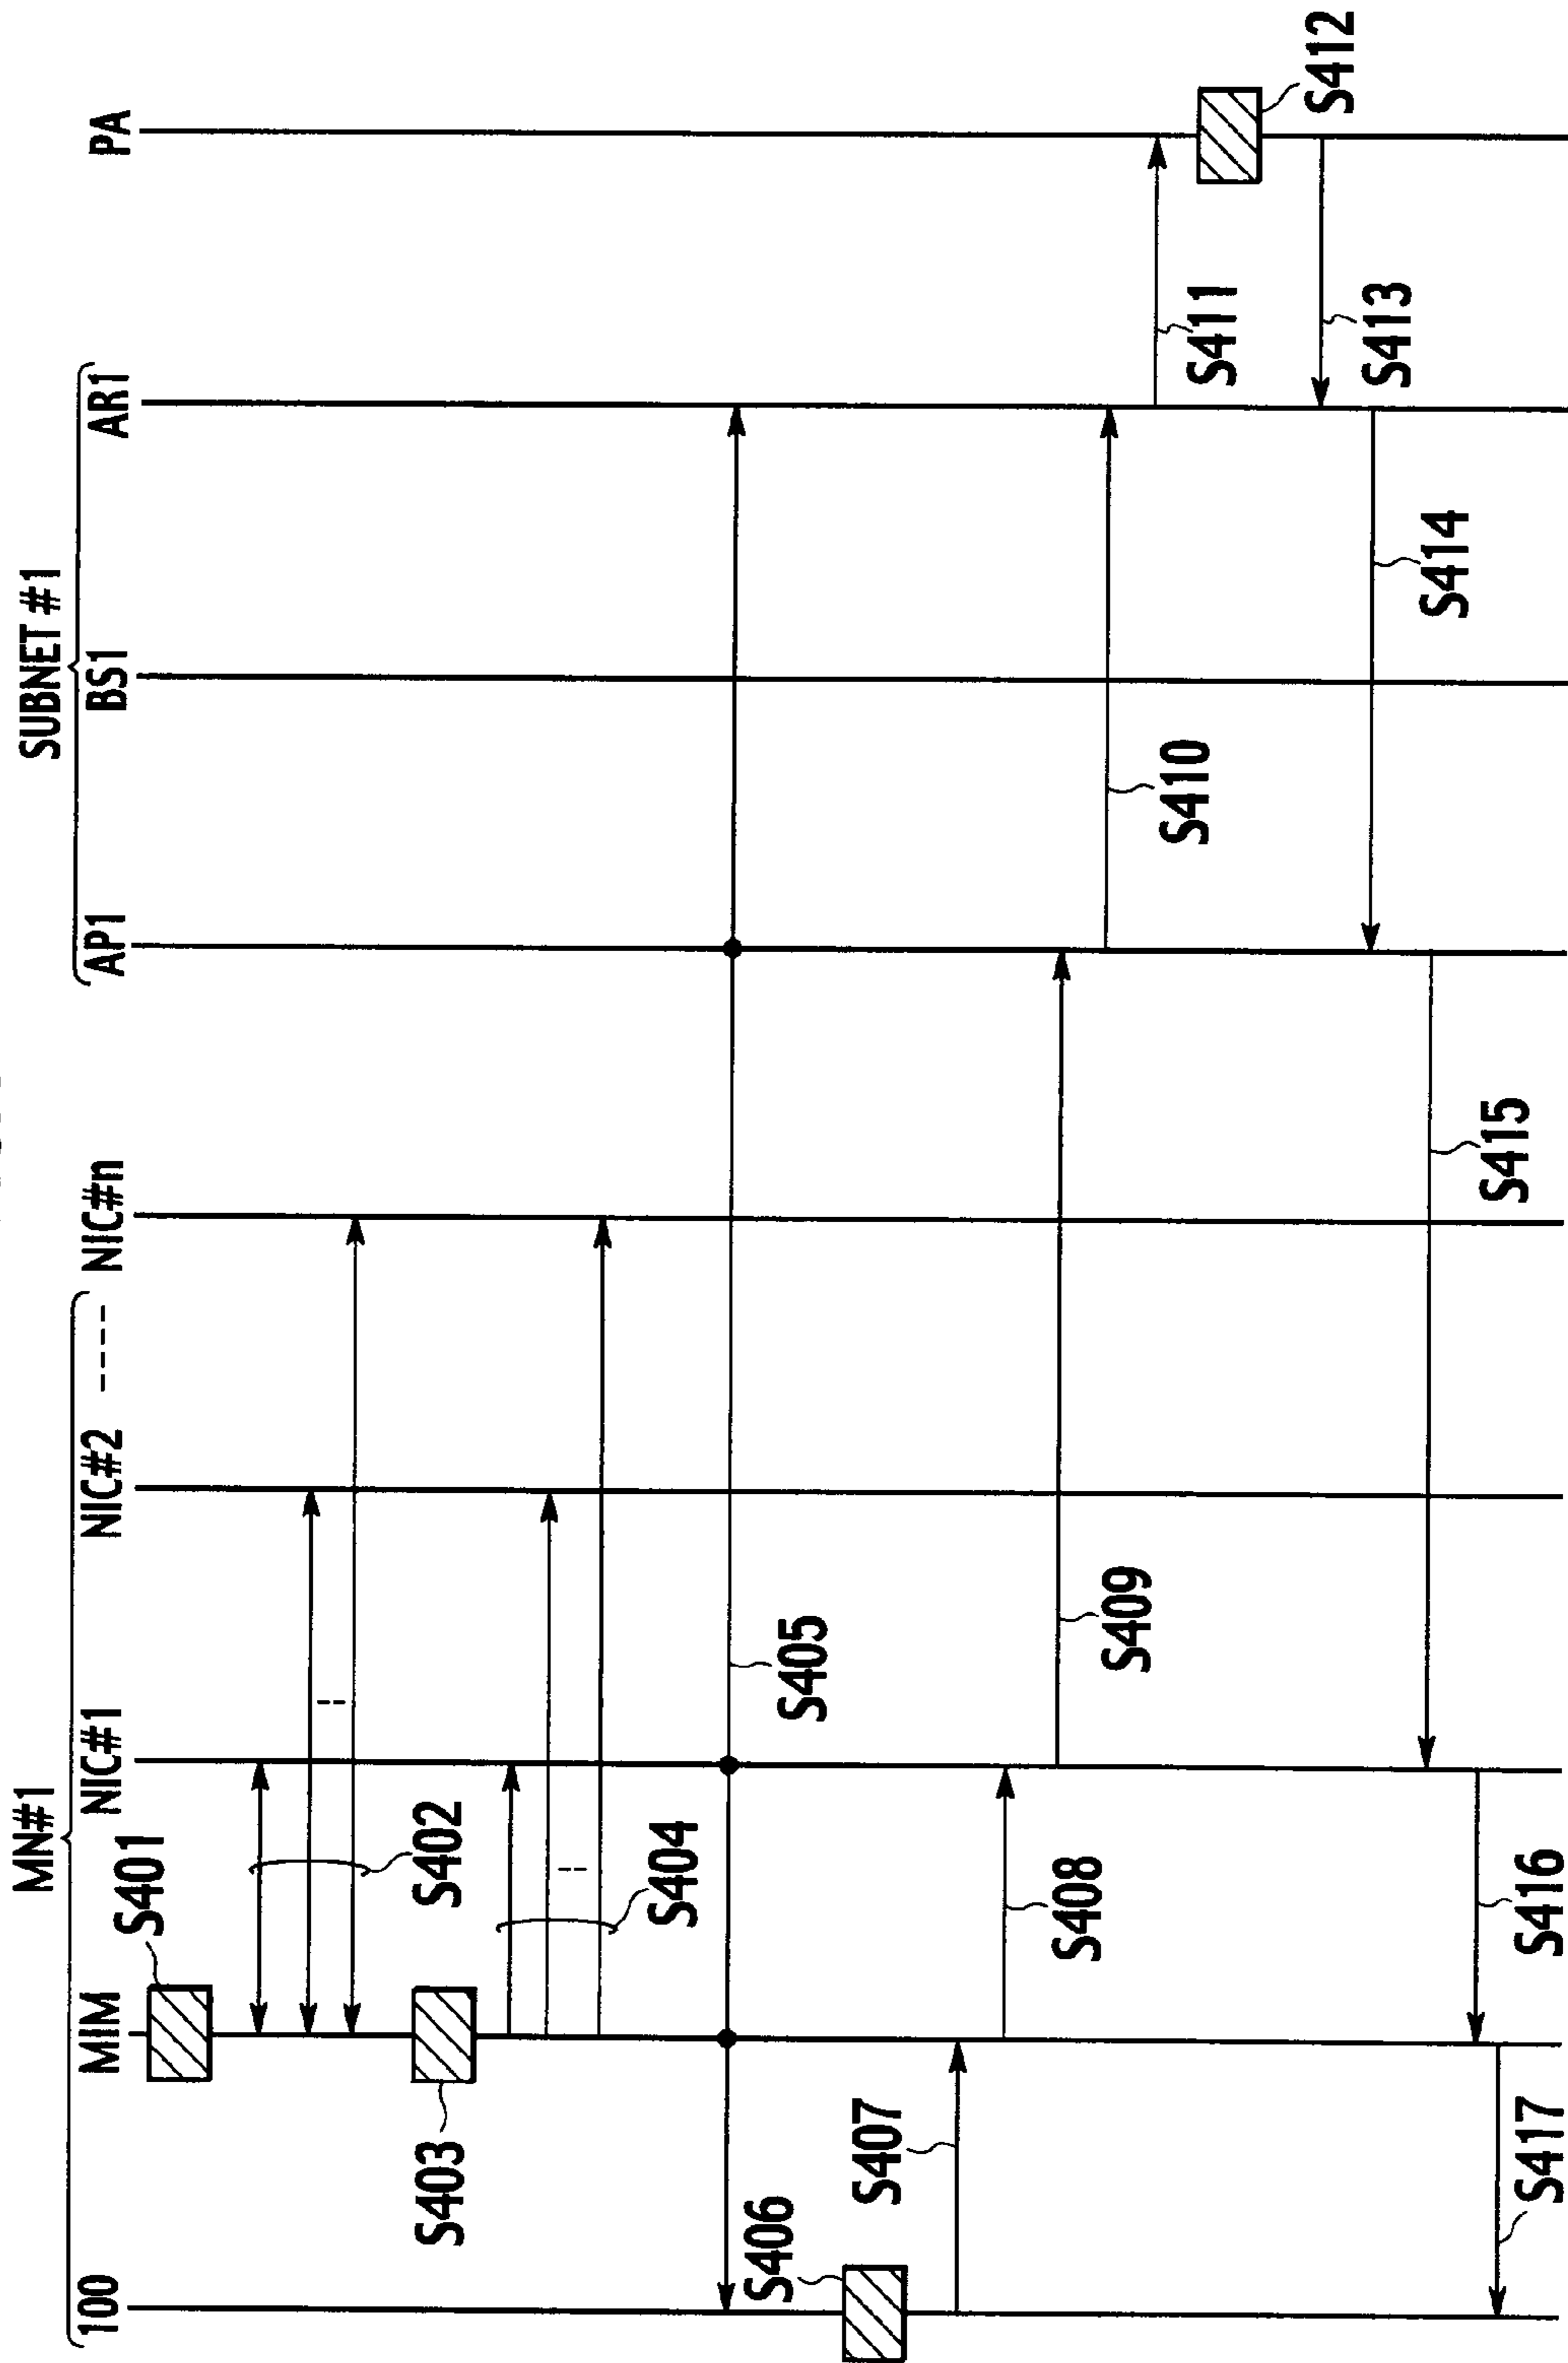 MN#1
SUBNET #1
100
MIM
NIC#1
NIC#2
-----
NIC#n
AP1
BS1
AR1
PA
S401
S402
S403
S404
S405
S406
S407
S408
S409
S410
S411
S412
S413
S414
S415
S416
S417